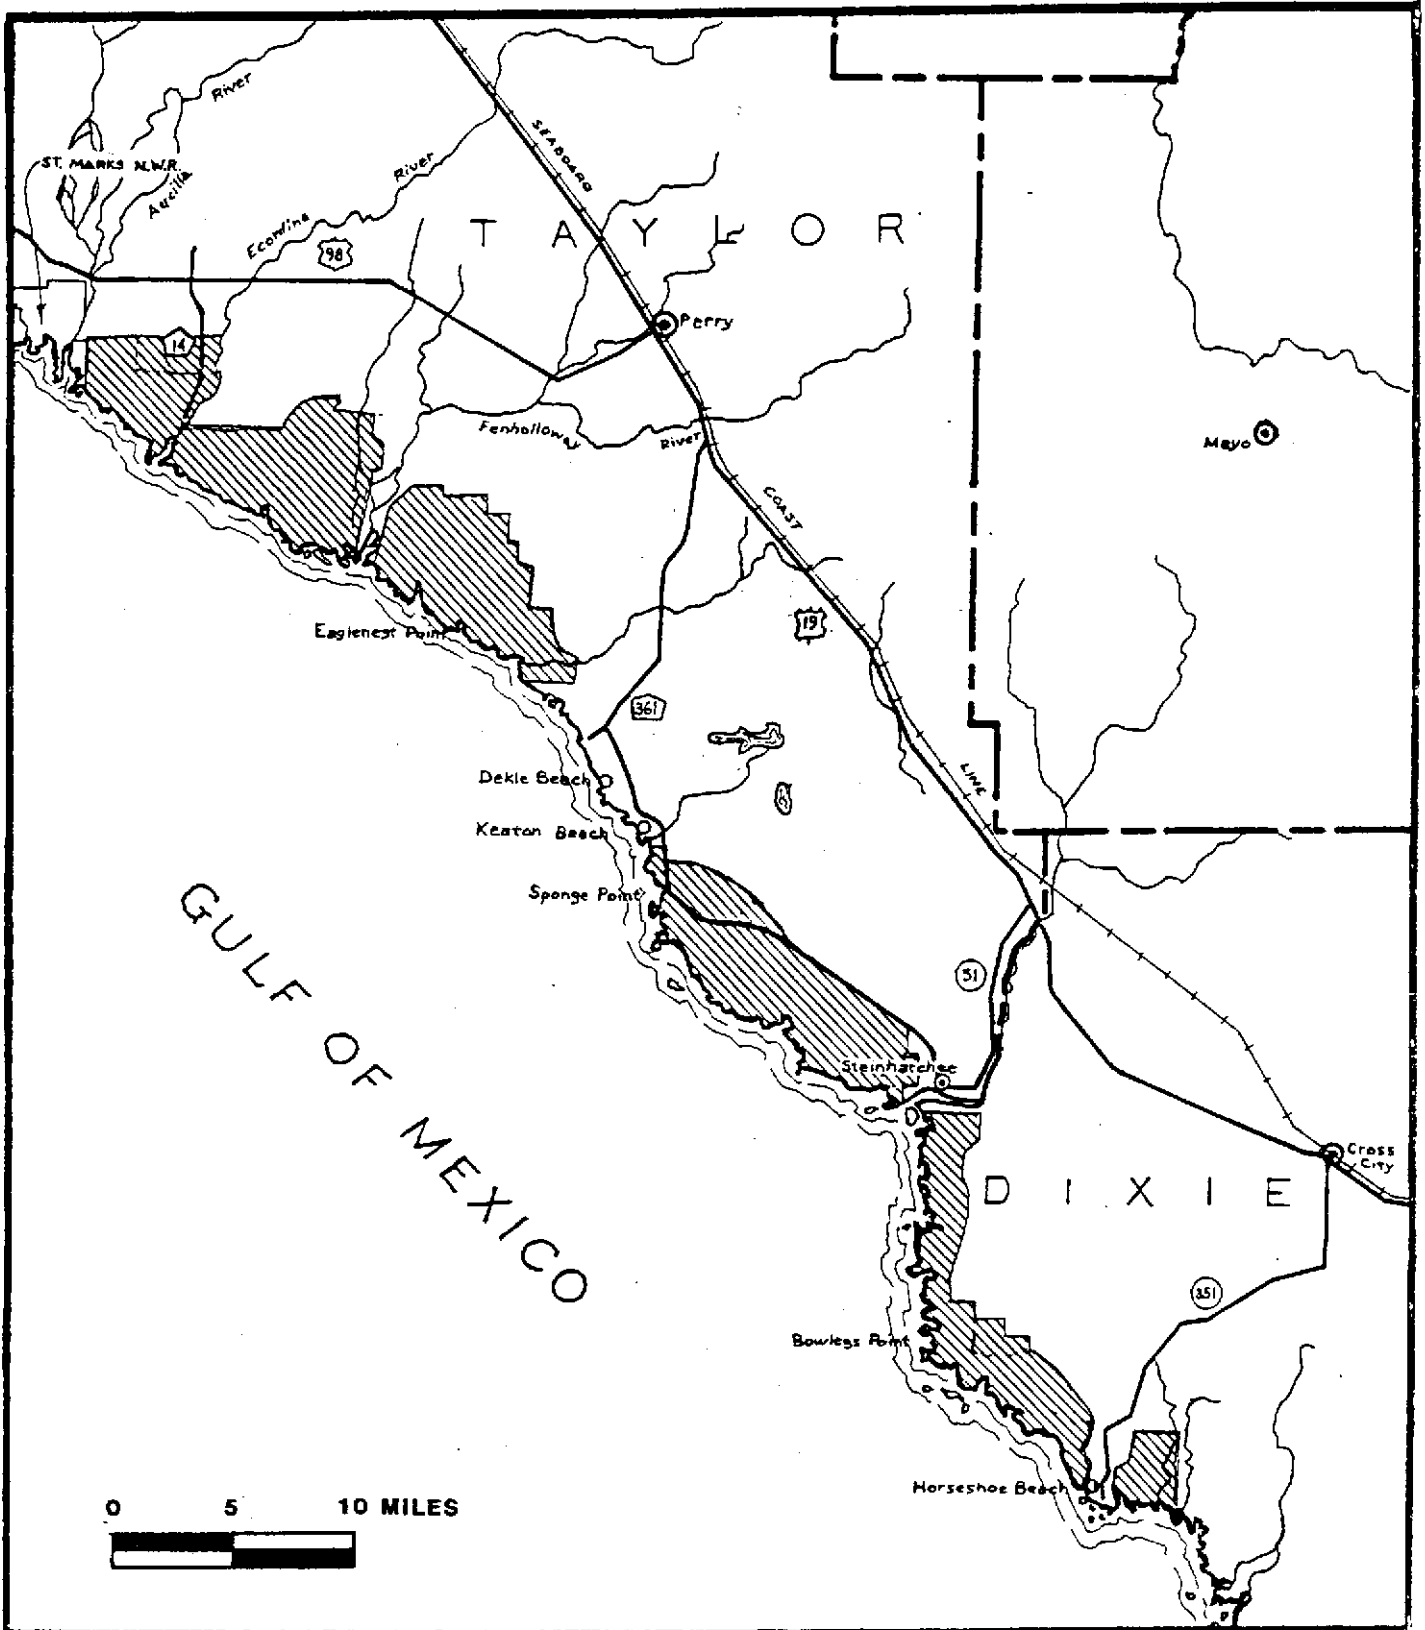 River
ST. MARKS N.W.R.
Aucilla
River
Econfina
98
SEABOARD
TAYLOR
14
Perry
Fenholloway
River
Mayo
COAST
19
Eaglenest Point
361
Dekle Beach
LINE
Keaton Beach
Sponge Point
GULF OF MEXICO
51
Steinhatchee
Cross
City
DIXIE
351
Bowlegs Point
Horseshoe Beach
0 5 10 MILES